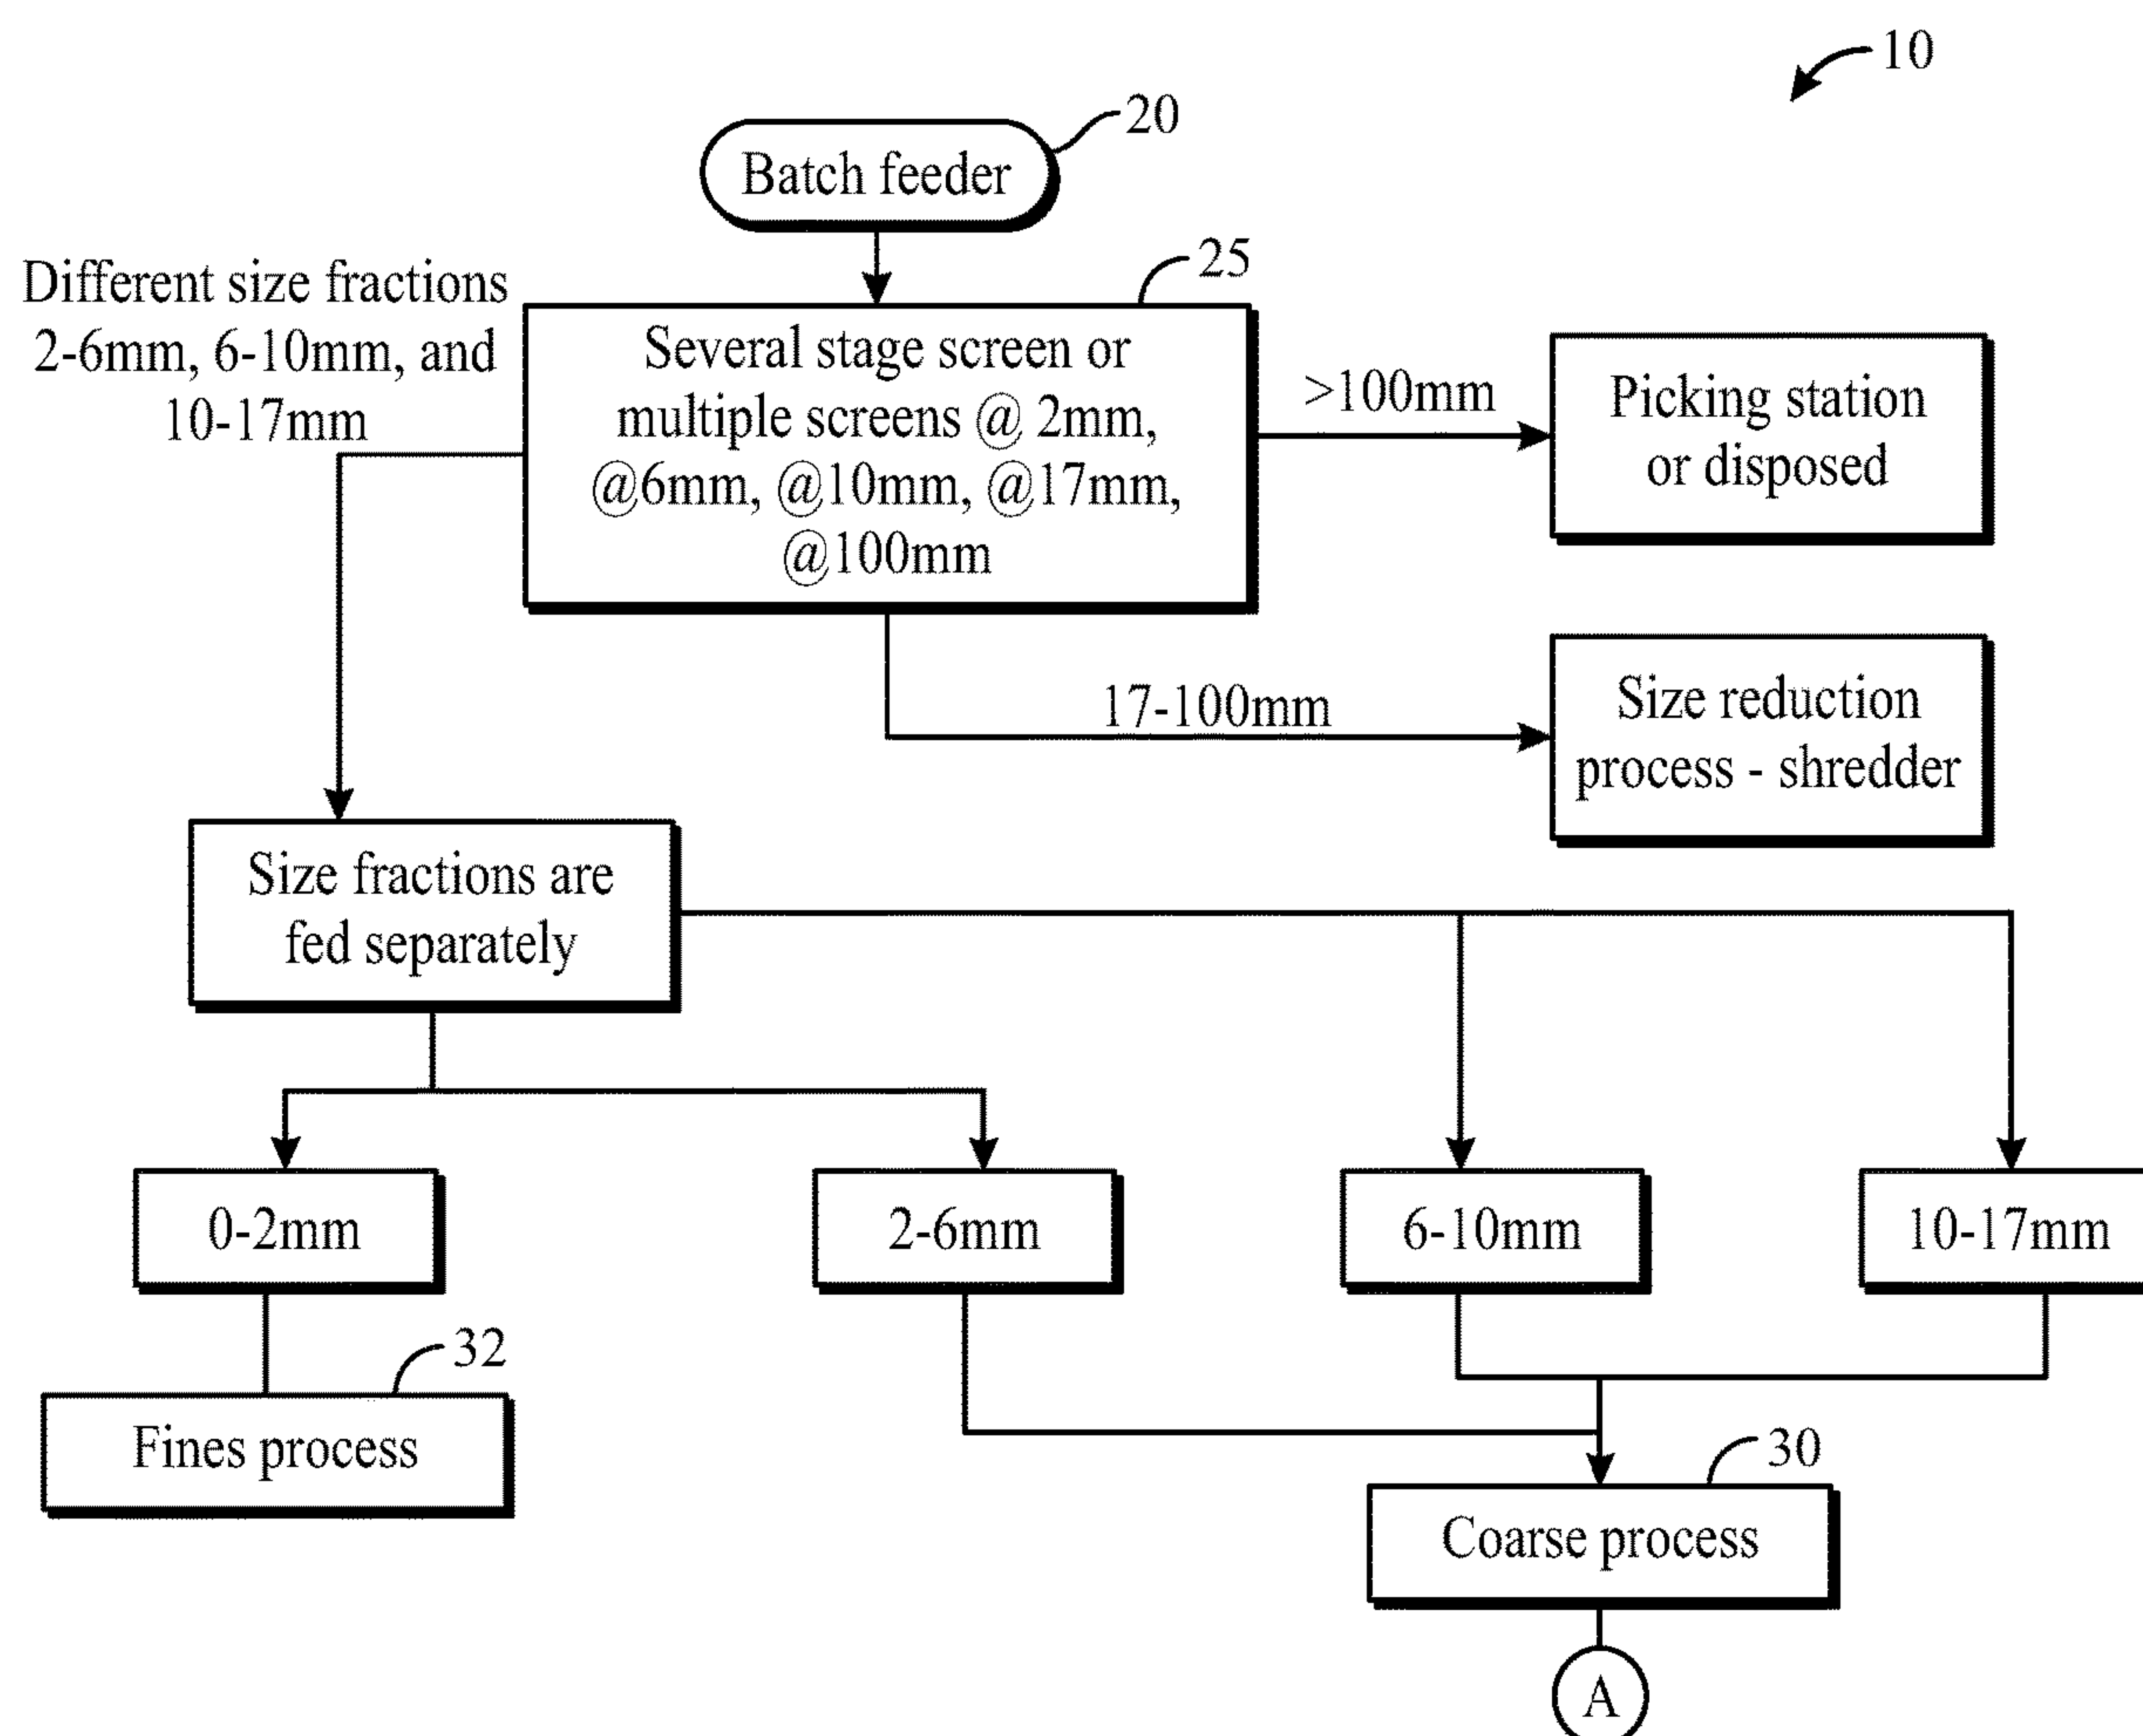 10
20
Batch feeder
25
Different size fractions
2-6mm, 6-10mm, and
10-17mm
Several stage screen or
multiple screens @ 2mm,
@6mm, @10mm, @17mm,
@100mm
>100mm
Picking station
or disposed
17-100mm
Size reduction
process - shredder
Size fractions are
fed separately
0-2mm
2-6mm
6-10mm
10-17mm
32
Fines process
30
Coarse process
A